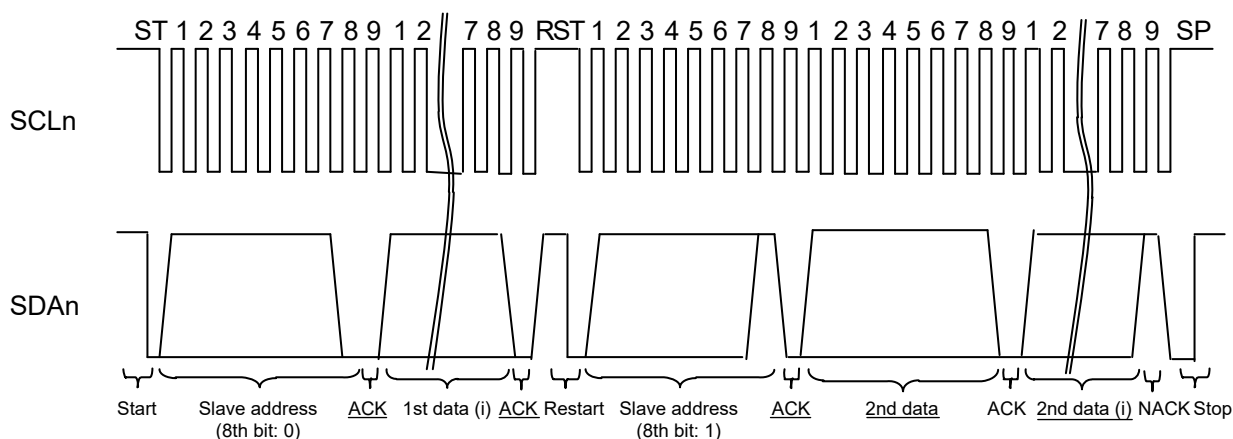 ST 1 2 3 4 5 6 7 8 9 1 2 7 8 9 RST 1 2 3 4 5 6 7 8 9 1 2 3 4 5 6 7 8 9 1 2 7 8 9 SP
SCLn
SDAn
Start Slave address ACK 1st data (i) ACK Restart Slave address ACK 2nd data ACK 2nd data (i) NACK Stop
(8th bit: 0) (8th bit: 1)